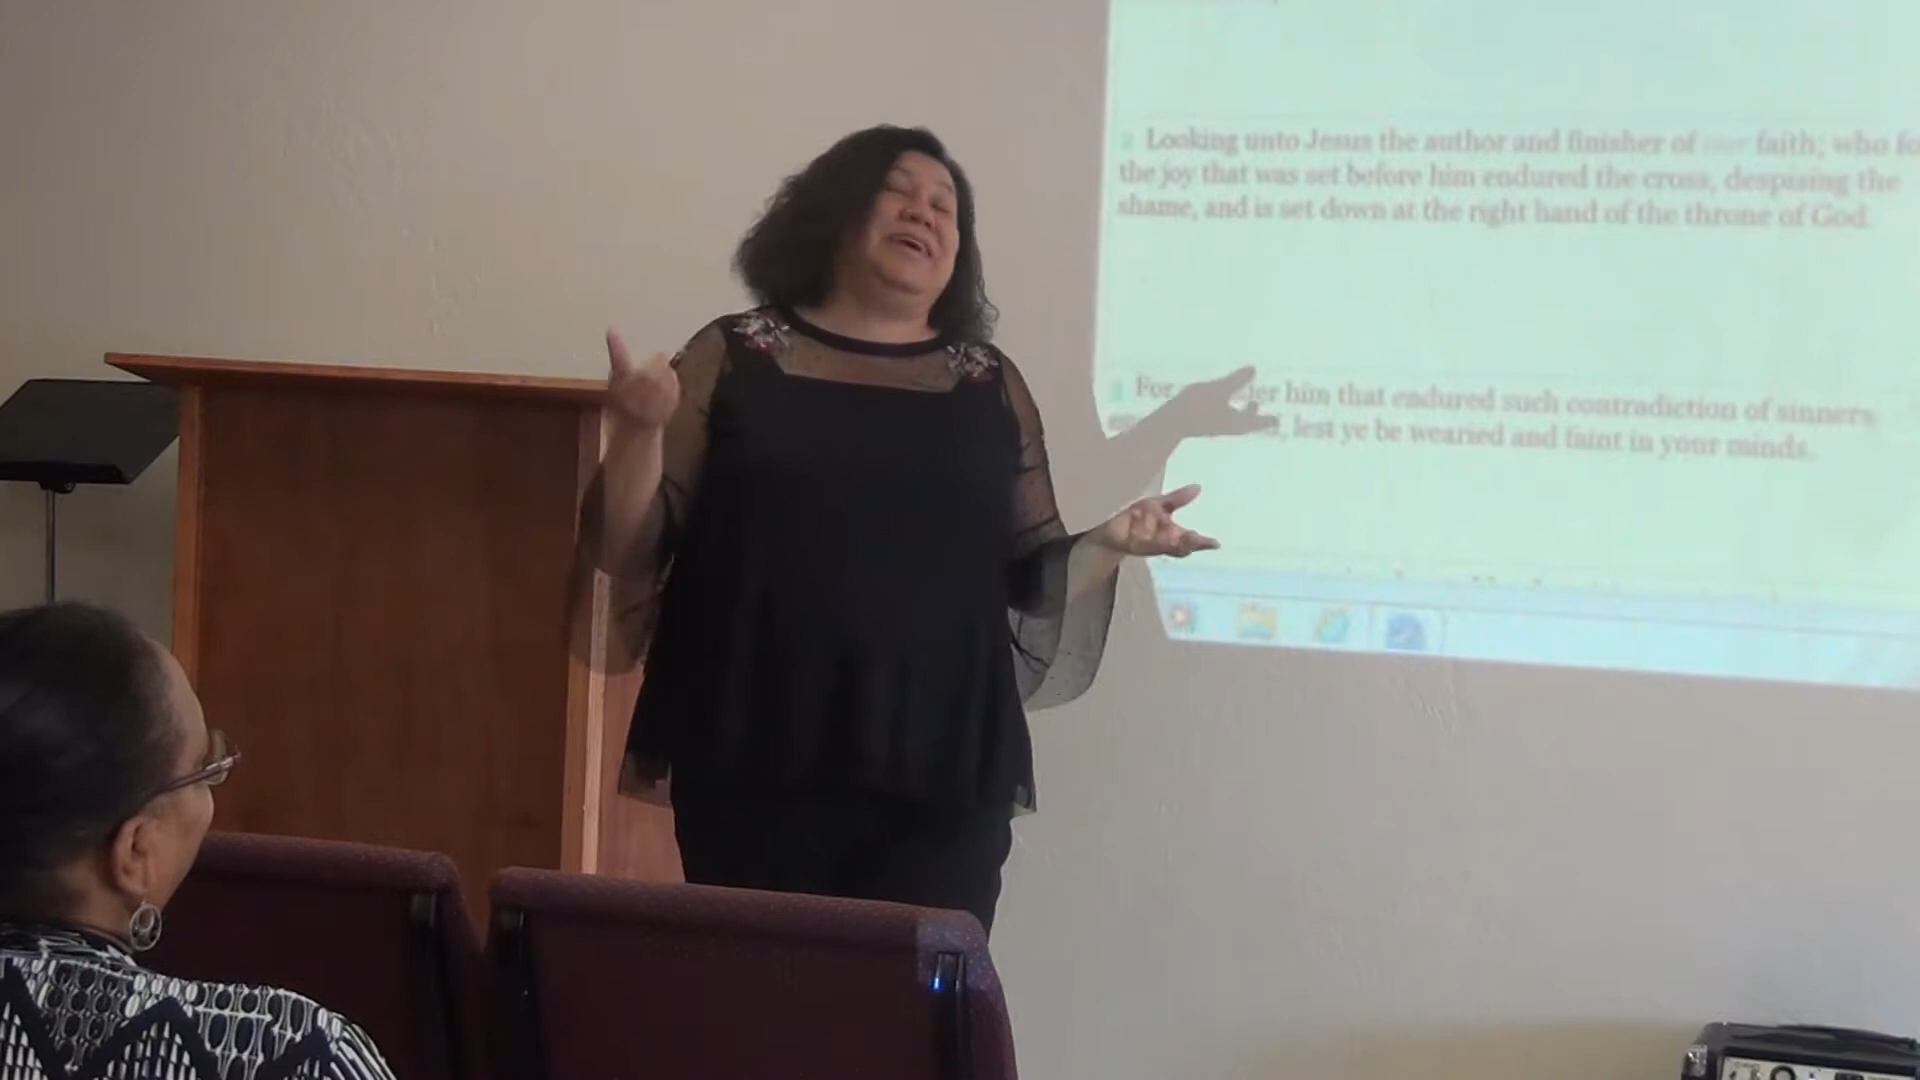 2 Looking unto Jesus the author and finisher of our faith; who fo
the joy that was set before him endured the cross, despising the
shame, and is set down at the right hand of the throne of God.
3 For him that endured such contradiction of sinners
lest ye be wearied and faint in your minds.